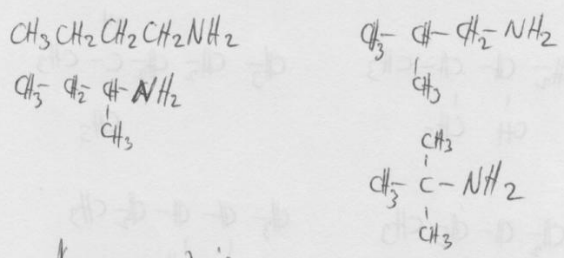 CH3CH2CH2CH2NH2
CH3- CH-CH2-NH2
CH3
CH3- CH2- CH-NH2
CH3
CH3
CH3- C-NH2
CH3